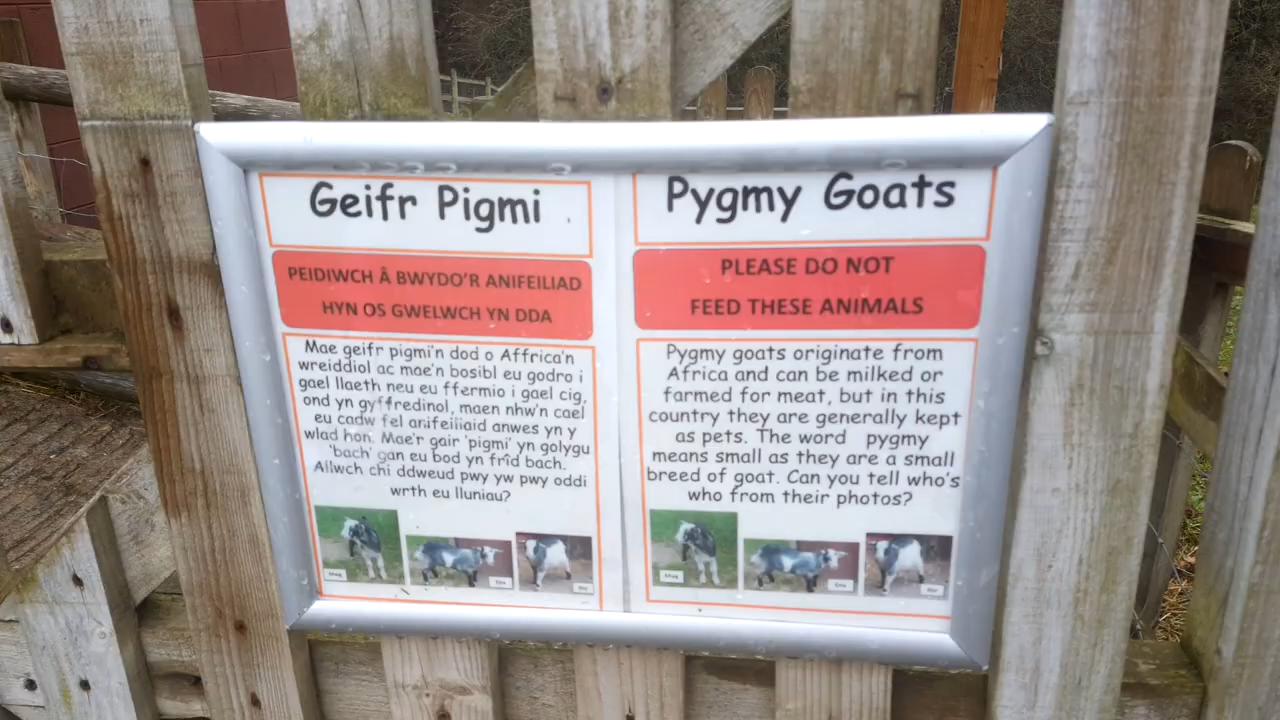 Geifr Pigmi
PEIDIWCH Â BWYDO'R ANIFEILIAID
HYN OS GWELWCH YN DDA
Mae geifr pigmi'n dod o Affrica'n
wreiddiol ac mae'n bosibl eu godro i
gael llaeth neu eu ffermio i gael cig,
ond yn gyffredinol, maen nhw'n cael
eu cadw fel anifeiliaid anwes yn y
wlad hon. Mae'r gair 'pigmi' yn golygu
'bach' gan eu bod yn frîd bach.
Allwch chi ddweud pwy yw pwy oddi
wrth eu lluniau?
Pygmy Goats
PLEASE DO NOT
FEED THESE ANIMALS
Pygmy goats originate from
Africa and can be milked or
farmed for meat, but in this
country they are generally kept
as pets. The word pygmy
means small as they are a small
breed of goat. Can you tell who's
who from their photos?